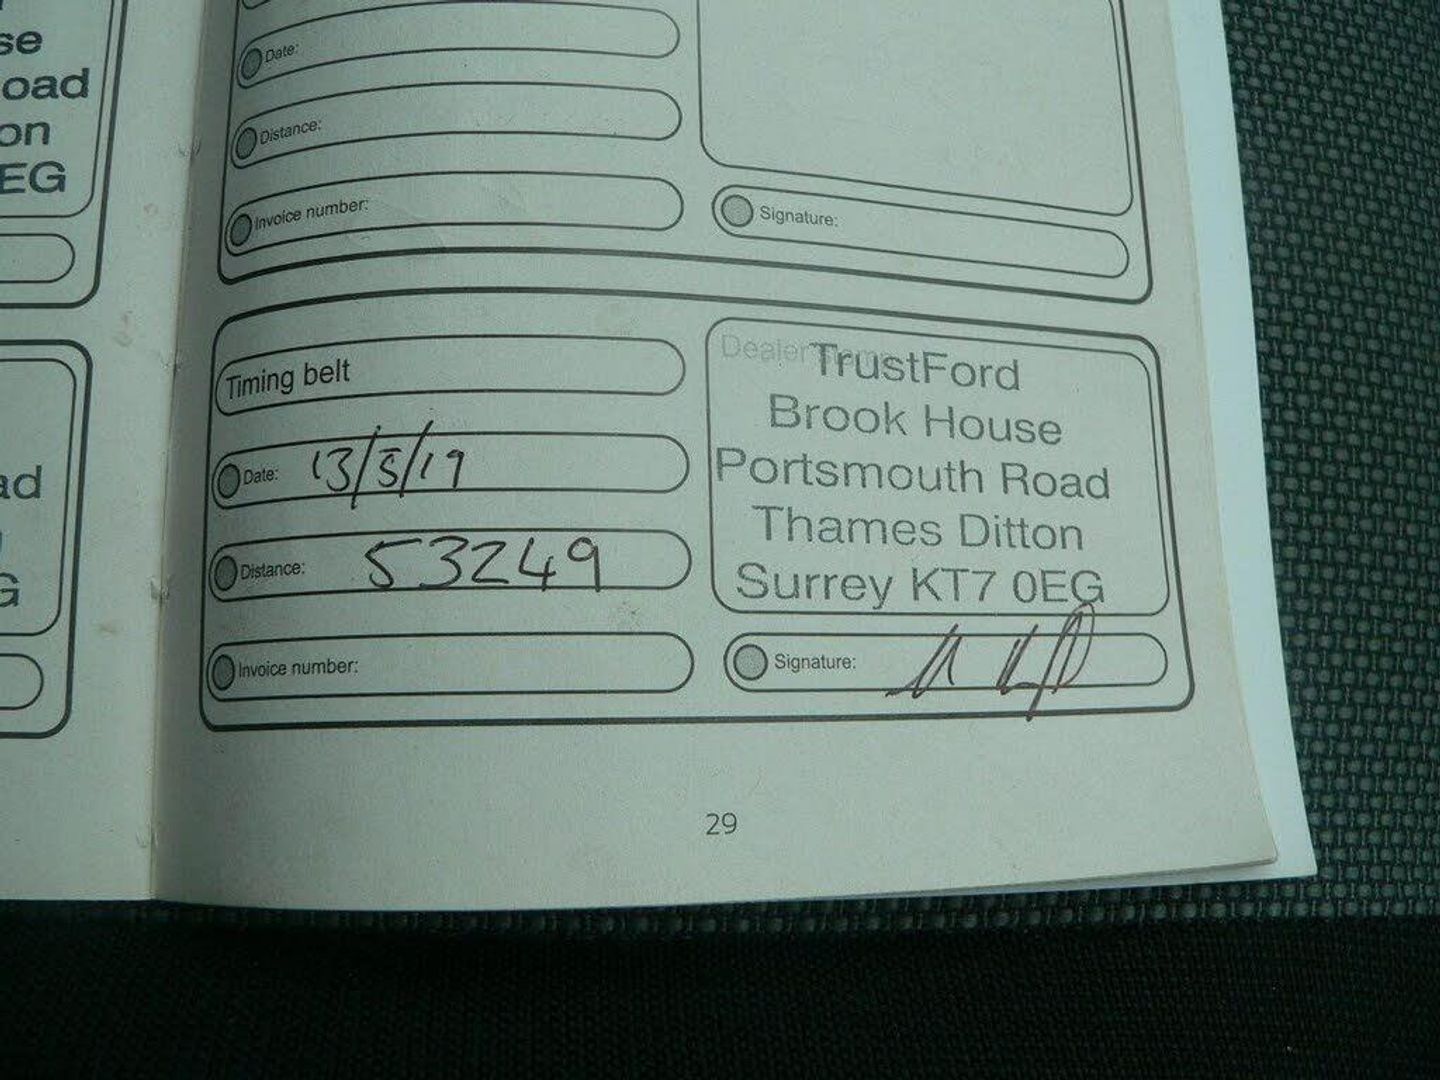 se
oad
on
EG
ad
G
Date:
Distance:
Invoice number:
Signature:
Timing belt
Date: 13/5/19
Distance: 53249
Invoice number:
Dealer
TrustFord
Brook House
Portsmouth Road
Thames Ditton
Surrey KT7 0EG
Signature:
29